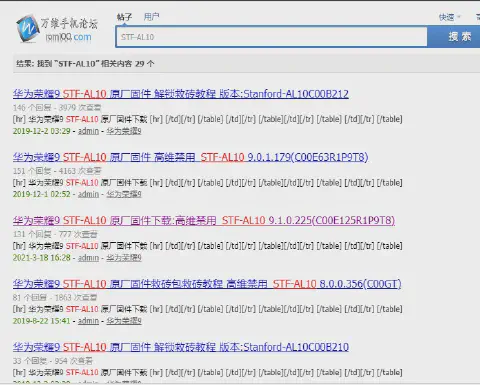 万维手机论坛
rom100.com
帖子 用户
快速
STF-AL10
搜 索
结果: 找到 "STF-AL10" 相关内容 29 个
华为荣耀9 STF-AL10 原厂固件 解锁救砖教程 版本:Stanford-AL10C00B212
146 个回复 - 3979 次查看
[hr] 华为荣耀9 STF-AL10 原厂固件下载 [hr] [/td][/tr] [/table] [/td][/tr] [/table][/td][/tr] [/table] [/td][/tr] [/table]
2019-12-2 03:29 - admin - 华为荣耀9
华为荣耀9 STF-AL10 原厂固件 高维禁用 STF-AL10 9.0.1.179(C00E63R1P9T8)
151 个回复 - 4163 次查看
[hr] 华为荣耀9 STF-AL10 原厂固件下载 [hr] [/td][/tr] [/table] [/td][/tr] [/table][/td][/tr] [/table] [/td][/tr] [/table]
2019-12-1 02:52 - admin - 华为荣耀9
华为荣耀9 STF-AL10 原厂固件下载:高维禁用 STF-AL10 9.1.0.225(C00E125R1P9T8)
131 个回复 - 777 次查看
[hr] 华为荣耀9 STF-AL10 原厂固件下载 [hr] [/td][/tr] [/table] [/td][/tr] [/table][/td][/tr] [/table] [/td][/tr] [/table]
2021-3-18 16:28 - admin - 华为荣耀9
华为荣耀9 STF-AL10 原厂固件救砖包救砖教程 高维禁用 STF-AL10 8.0.0.356(C00GT)
81 个回复 - 1863 次查看
[hr] 华为荣耀9 STF-AL10 原厂固件下载 [hr] [/td][/tr] [/table] [/td][/tr] [/table][/td][/tr] [/table] [/td][/tr] [/table]
2019-8-22 15:41 - admin - 华为荣耀9
华为荣耀9 STF-AL10 原厂固件 解锁救砖教程 版本:Stanford-AL10C00B210
33 个回复 - 954 次查看
[hr] 华为荣耀9 STF-AL10 原厂固件下载 [hr] [/td][/tr] [/table] [/td][/tr] [/table][/td][/tr] [/table] [/td][/tr] [/table]